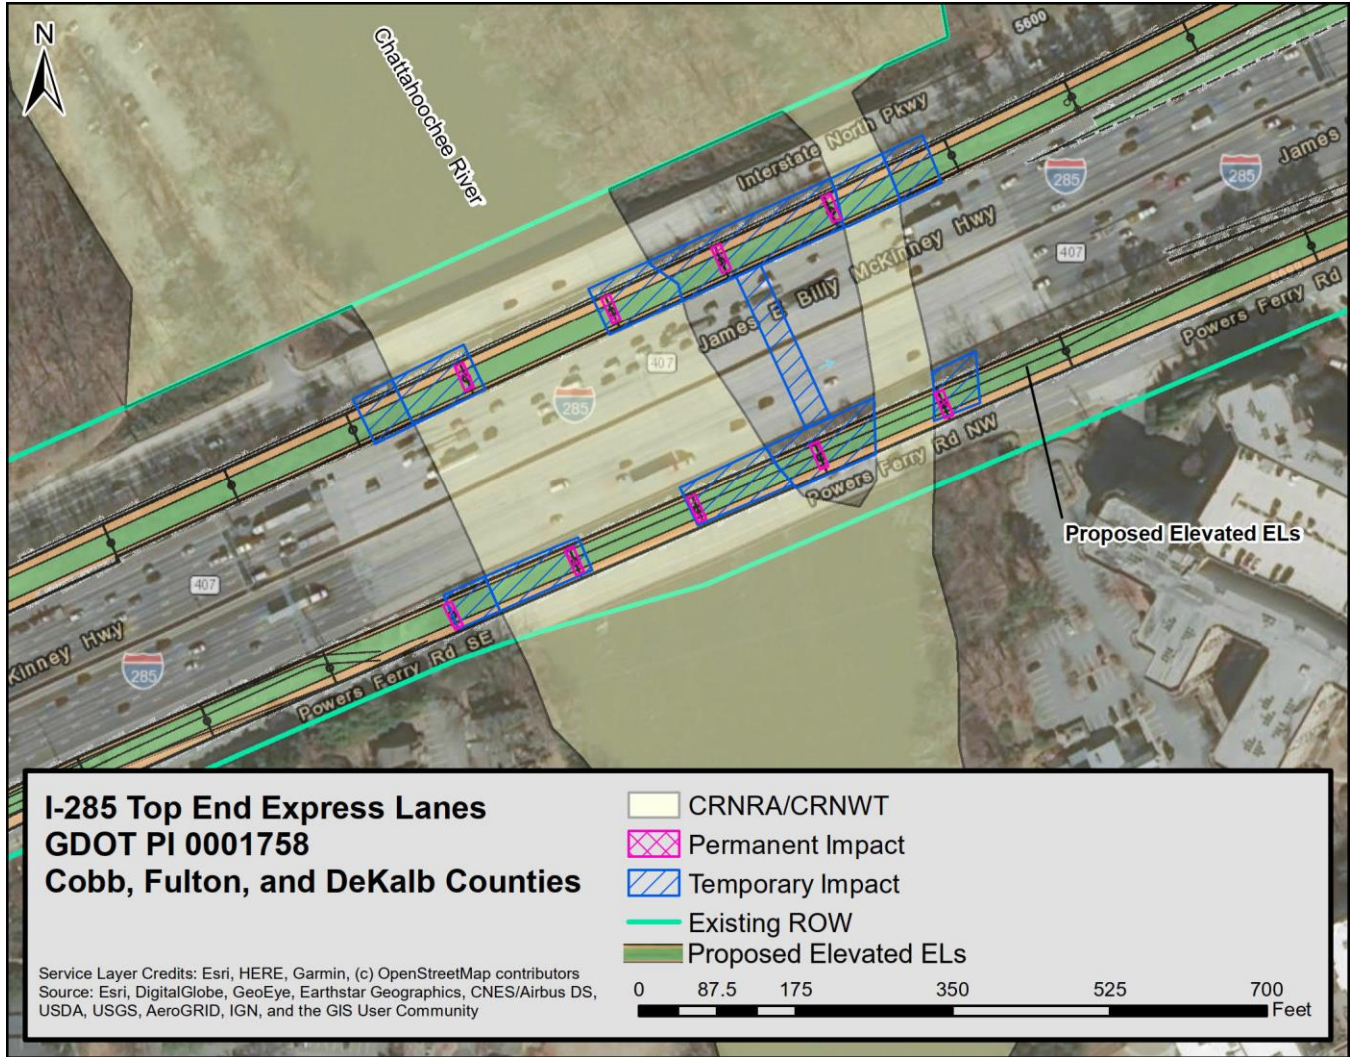 N
Chattahoochee River
5600
Interstate North Pkwy
285
285
James
James E Billy McKinney Hwy
407
407
285
Powers Ferry Rd
Powers Ferry Rd NW
Proposed Elevated ELs
407
Kinney Hwy
285
Powers Ferry Rd SE
I-285 Top End Express Lanes
GDOT PI 0001758
Cobb, Fulton, and DeKalb Counties
Service Layer Credits: Esri, HERE, Garmin, (c) OpenStreetMap contributors
Source: Esri, DigitalGlobe, GeoEye, Earthstar Geographics, CNES/Airbus DS,
USDA, USGS, AeroGRID, IGN, and the GIS User Community
CRNRA/CRNWT
Permanent Impact
Temporary Impact
Existing ROW
Proposed Elevated ELs
0 87.5 175 350 525 700
Feet